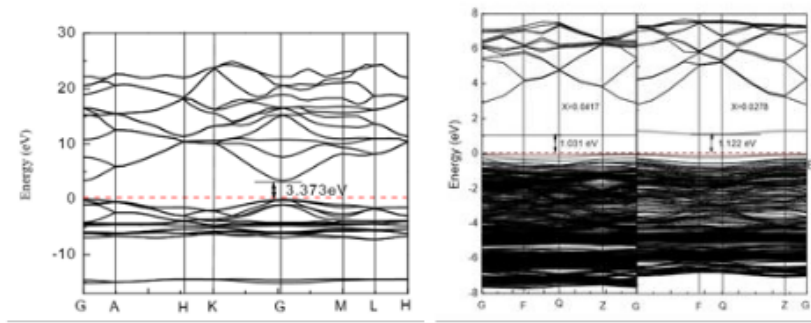 30
20
10
0
-10
Energy (eV)
3.373eV
G A H K G M L H
8
6
4
2
0
-2
-4
-6
-8
Energy (eV)
X=0.0417
X=0.0278
1.031 eV
1.122 eV
G F Q Z G F Q Z G